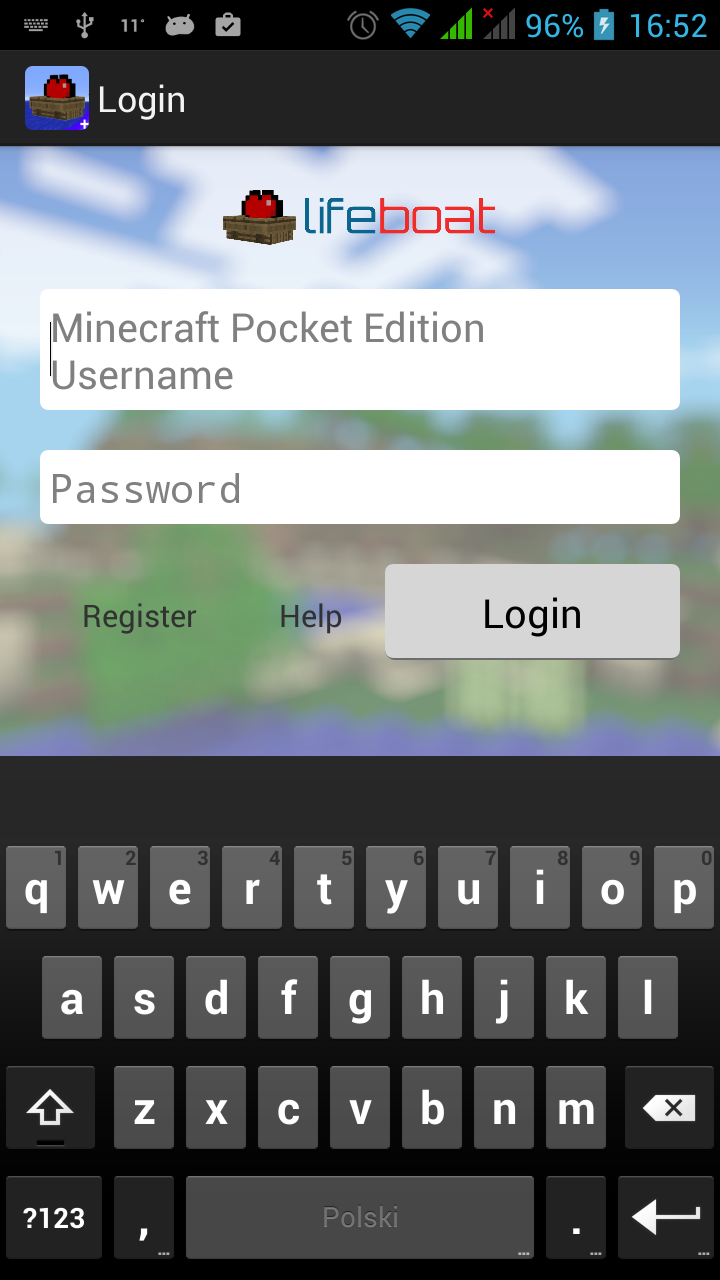 11°
96%
16:52
Login
lifeboat
Minecraft Pocket Edition
Username
Password
Register
Help
Login
1 2 3 4 5 6 7 8 9 0
q w e r t y u i o p
a s d f g h j k l
z x c v b n m
?123 , Polski .